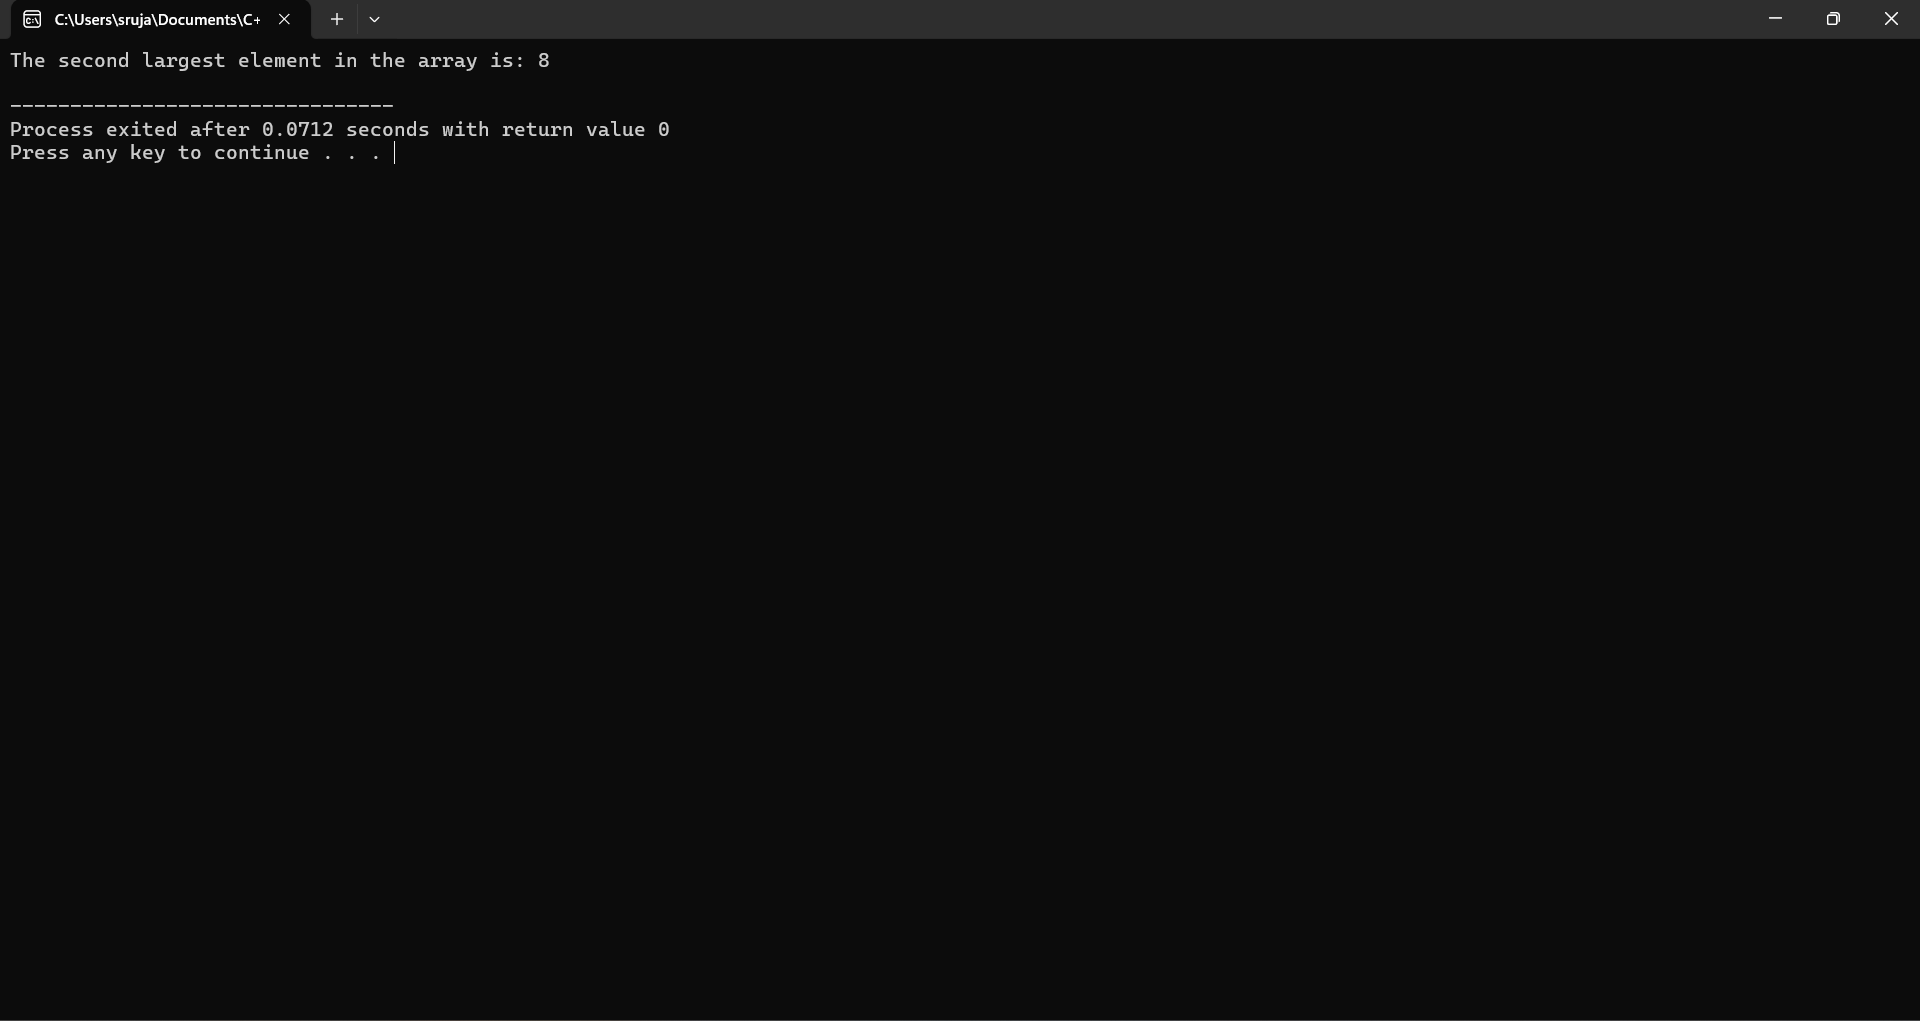 C:\Users\sruja\Documents\C+
The second largest element in the array is: 8
--------------------------------
Process exited after 0.0712 seconds with return value 0
Press any key to continue . . .